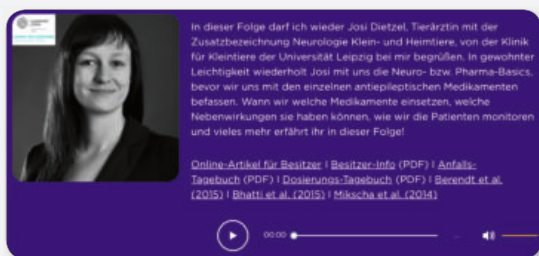 In dieser Folge darf ich wieder Josi Dietzel, Tierärztin mit der
Zusatzbezeichnung Neurologie Klein- und Heimtiere, von der Klinik
für Kleintiere der Universität Leipzig bei mir begrüßen. In gewohnter
Leichtigkeit wiederholt Josi mit uns die Neuro- bzw. Pharma-Basics,
bevor wir uns mit den einzelnen antiepileptischen Medikamenten
befassen. Wann wir welche Medikamente einsetzen, welche
Nebenwirkungen sie haben können, wie wir die Patienten monitoren
und vieles mehr erfährt ihr in dieser Folge!
Online-Artikel für Besitzer I Besitzer-Info (PDF) I Anfalls-
Tagebuch (PDF) I Dosierungs-Tagebuch (PDF) I Berendt et al.
(2015) I Bhatti et al. (2015) I Mikscha et al. (2014)
00:00